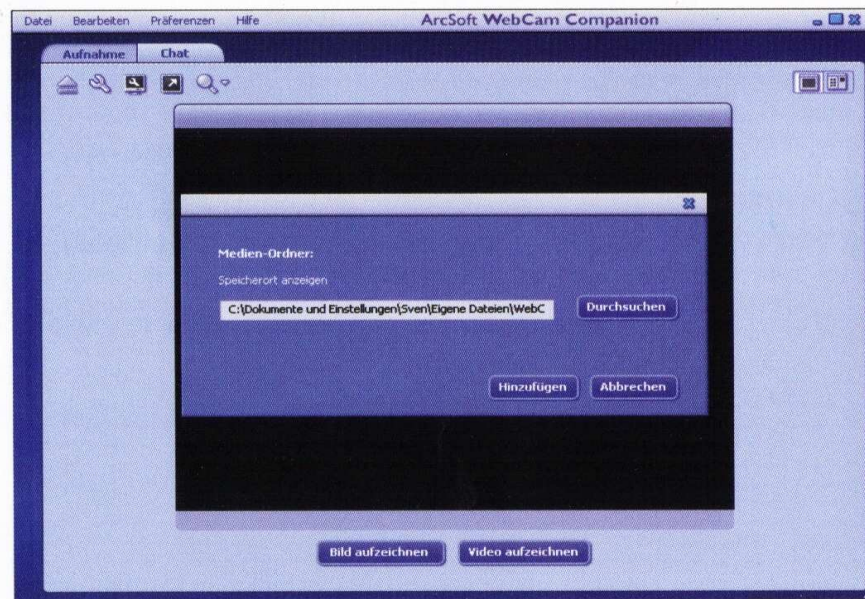 Datei Bearbeiten Präferenzen Hilfe ArcSoft WebCam Companion
Aufnahme Chat
Medien-Ordner:
Speicherort anzeigen
C:\Dokumente und Einstellungen\Sven\Eigene Dateien\WebC Durchsuchen
Hinzufügen Abbrechen
Bild aufzeichnen Video aufzeichnen